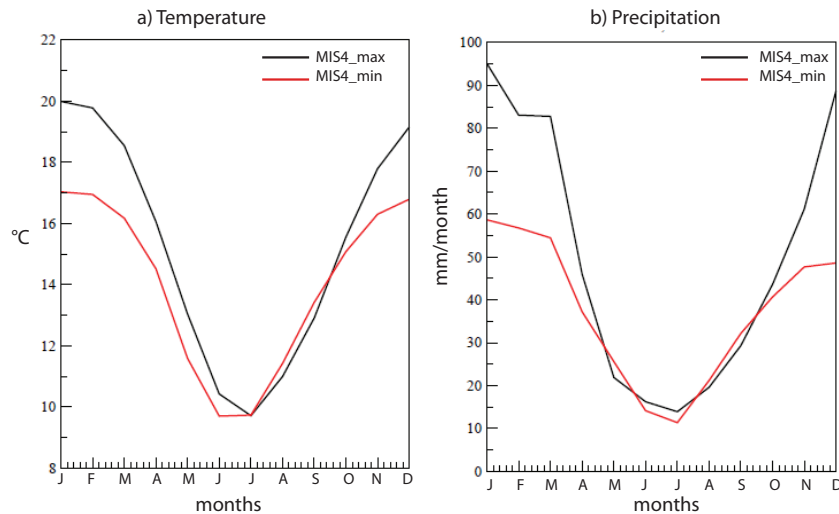 a) Temperature
22
20
18
16
14
12
10
8
°C
MIS4_max
MIS4_min
J F M A M J J A S O N D
months
b) Precipitation
100
90
80
70
60
50
40
30
20
10
0
mm/month
MIS4_max
MIS4_min
J F M A M J J A S O N D
months